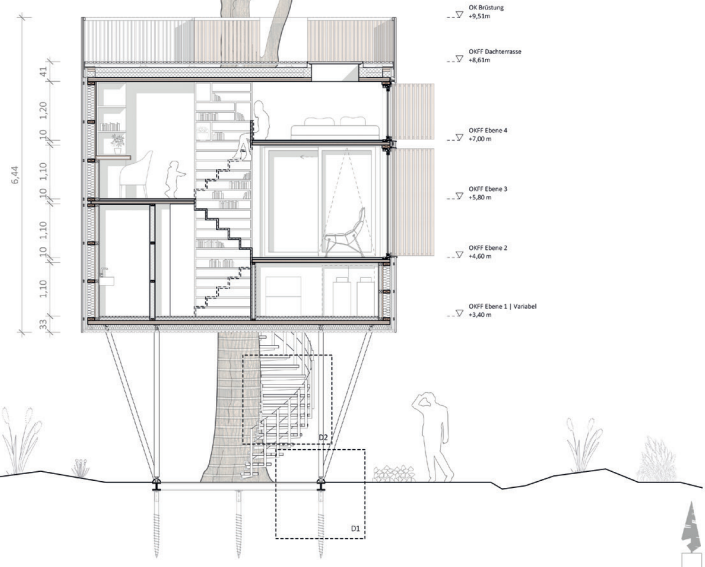 OK Brüstung
+9,51m
OKFF Dachterrasse
+8,61m
41
1,20
OKFF Ebene 4
+7,00 m
10
6,44
1,10
OKFF Ebene 3
+5,80 m
10
1,10
OKFF Ebene 2
+4,60 m
10
1,10
OKFF Ebene 1 | Variabel
+3,40 m
33
D2
D1